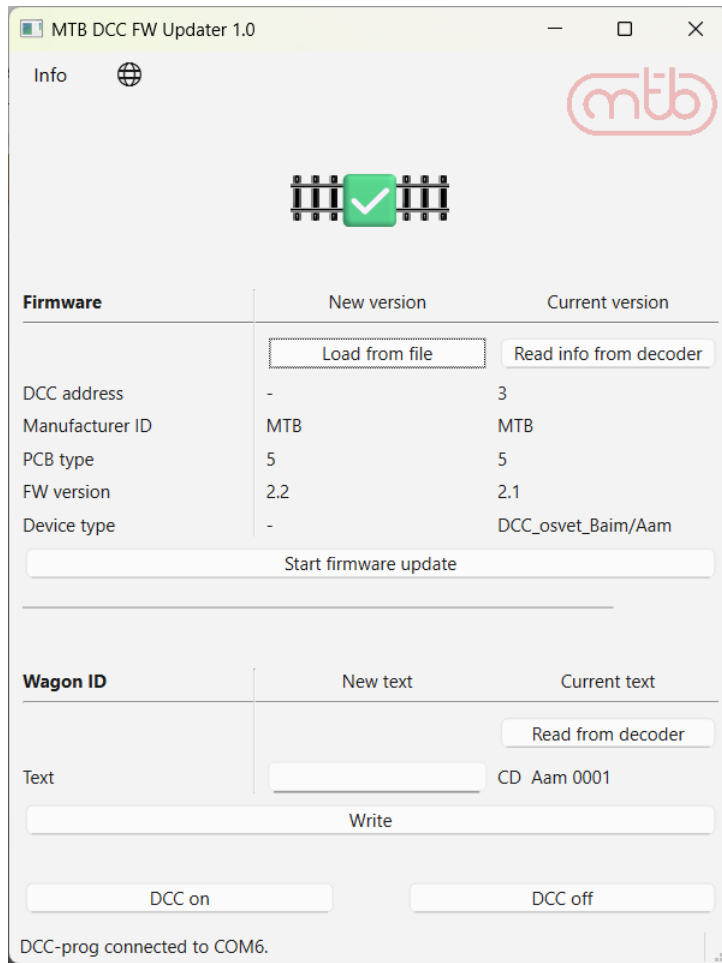 MTB DCC FW Updater 1.0
Info
mtb
Firmware New version Current version
Load from file Read info from decoder
DCC address - 3
Manufacturer ID MTB MTB
PCB type 5 5
FW version 2.2 2.1
Device type - DCC_osvet_Baim/Aam
Start firmware update
Wagon ID New text Current text
Read from decoder
Text CD  Aam 0001
Write
DCC on DCC off
DCC-prog connected to COM6.